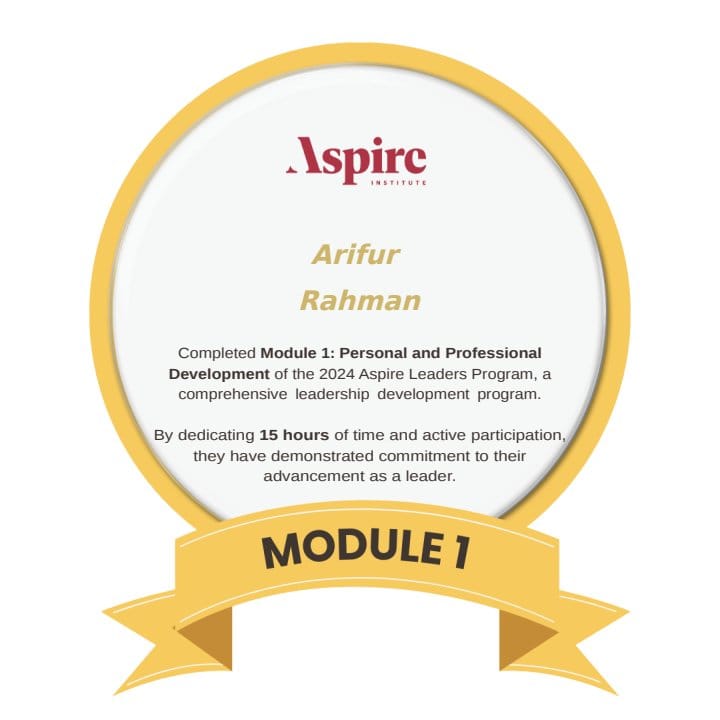 Aspire
INSTITUTE
Arifur
Rahman
Completed Module 1: Personal and Professional
Development of the 2024 Aspire Leaders Program, a
comprehensive leadership development program.
By dedicating 15 hours of time and active participation,
they have demonstrated commitment to their
advancement as a leader.
MODULE 1